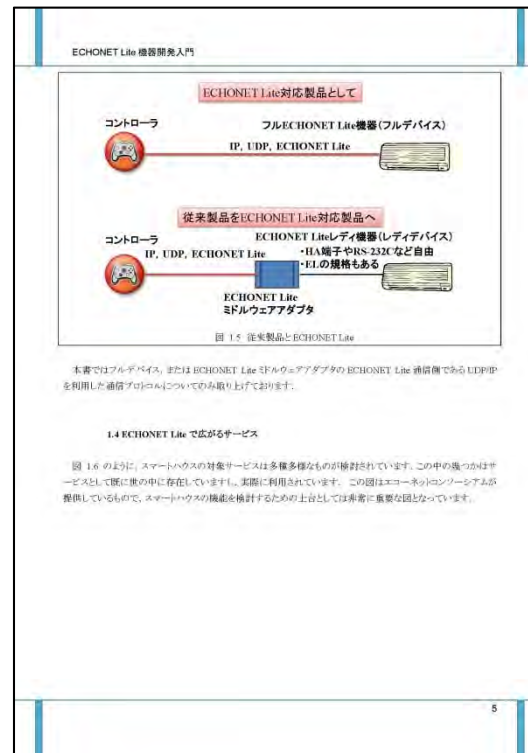 ECHONET Lite 機器開発入門
ECHONET Lite対応製品として
コントローラ
フルECHONET Lite機器（フルデバイス）
IP, UDP, ECHONET Lite
従来製品をECHONET Lite対応製品へ
コントローラ
ECHONET Liteレディ機器（レディデバイス）
IP, UDP, ECHONET Lite
・HA端子やRS-232Cなど自由
・ELの規格もある
ECHONET Lite
ミドルウェアアダプタ
図 1.5 従来製品とECHONET Lite
本書ではフルデバイス，または ECHONET Lite ミドルウェアアダプタの ECHONET Lite 通信側である UDP/IP
を利用した通信プロトコルについてのみ取り上げております．
1.4 ECHONET Lite で広がるサービス
図 1.6 のように，スマートハウスの対象サービスは多種多様なものが検討されています．この中の幾つかはサ
ービスとして既に世の中に存在していますし，実際に利用されています． この図はエコーネットコンソーシアムが
提供しているもので，スマートハウスの機能を検討するための土台としては非常に重要な図となっています．
5